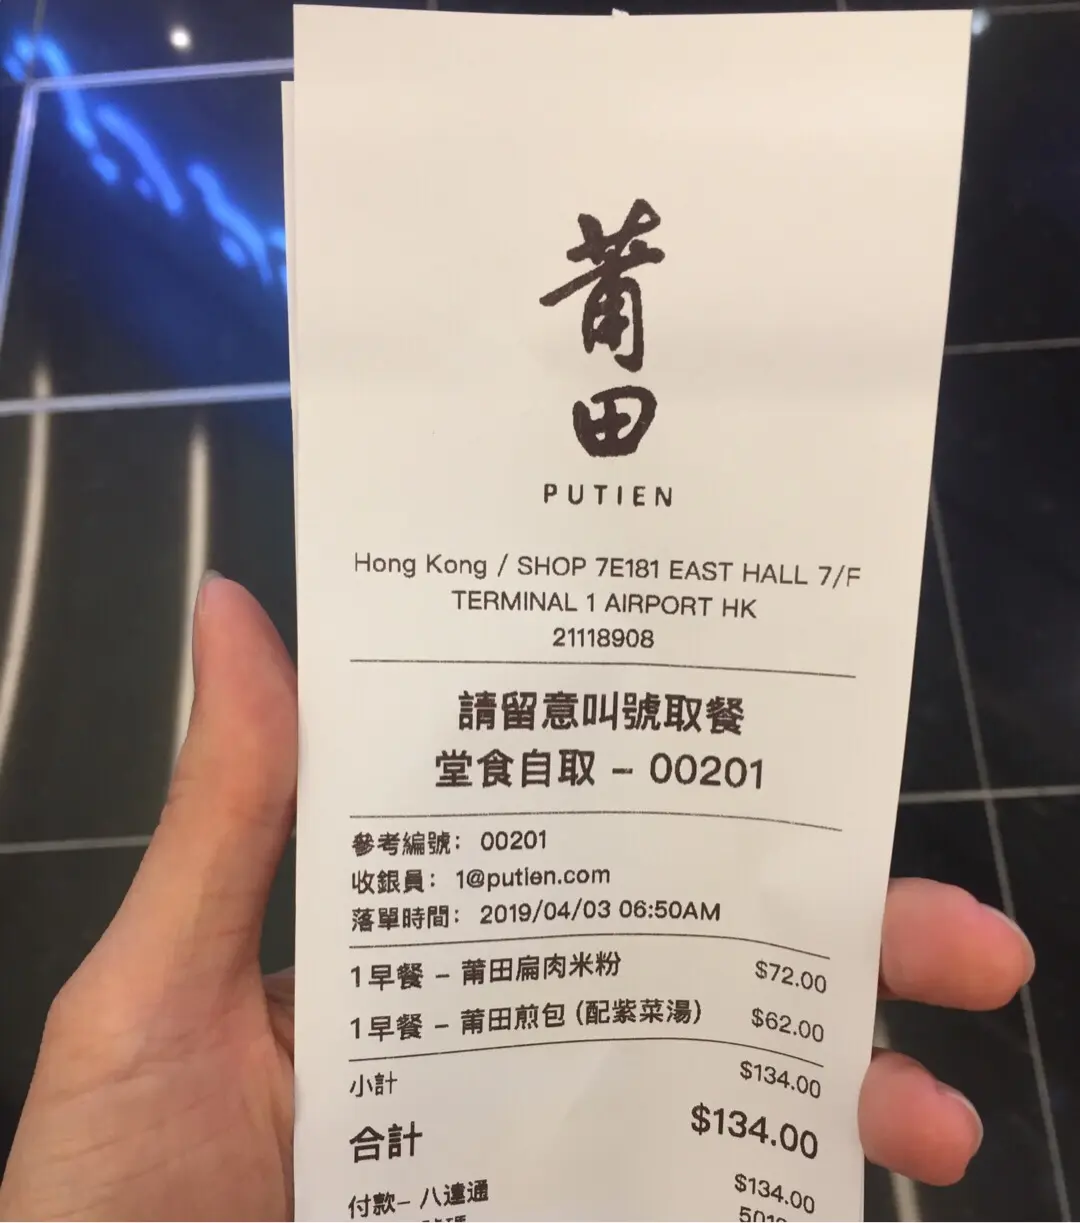 莆田
PUTIEN
Hong Kong / SHOP 7E181 EAST HALL 7/F
TERMINAL 1 AIRPORT HK
21118908
請留意叫號取餐
堂食自取 – 00201
參考編號： 00201
收銀員： 1@putien.com
落單時間： 2019/04/03 06:50AM
1 早餐 – 莆田扁肉米粉 $72.00
1 早餐 – 莆田煎包 (配紫菜湯) $62.00
小計 $134.00
合計 $134.00
付款– 八達通 $134.00